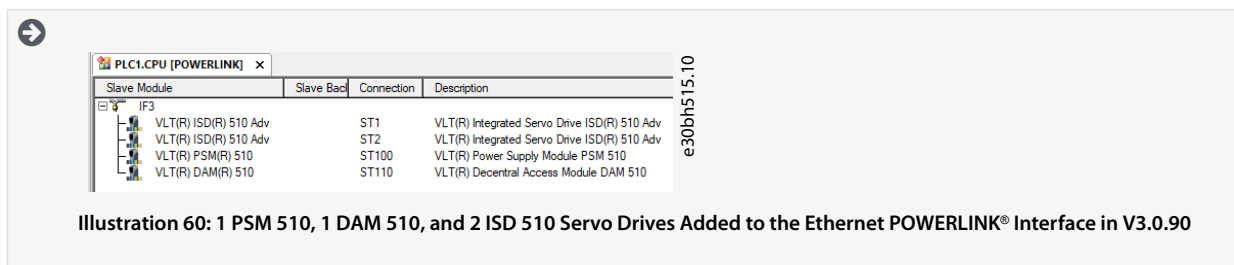 PLC1.CPU [POWERLINK] ×
Slave Module Slave Bacl Connection Description
IF3
VLT(R) ISD(R) 510 Adv ST1 VLT(R) Integrated Servo Drive ISD(R) 510 Adv
VLT(R) ISD(R) 510 Adv ST2 VLT(R) Integrated Servo Drive ISD(R) 510 Adv
VLT(R) PSM(R) 510 ST100 VLT(R) Power Supply Module PSM 510
VLT(R) DAM(R) 510 ST110 VLT(R) Decentral Access Module DAM 510
e30bh515.10
Illustration 60: 1 PSM 510, 1 DAM 510, and 2 ISD 510 Servo Drives Added to the Ethernet POWERLINK® Interface in V3.0.90